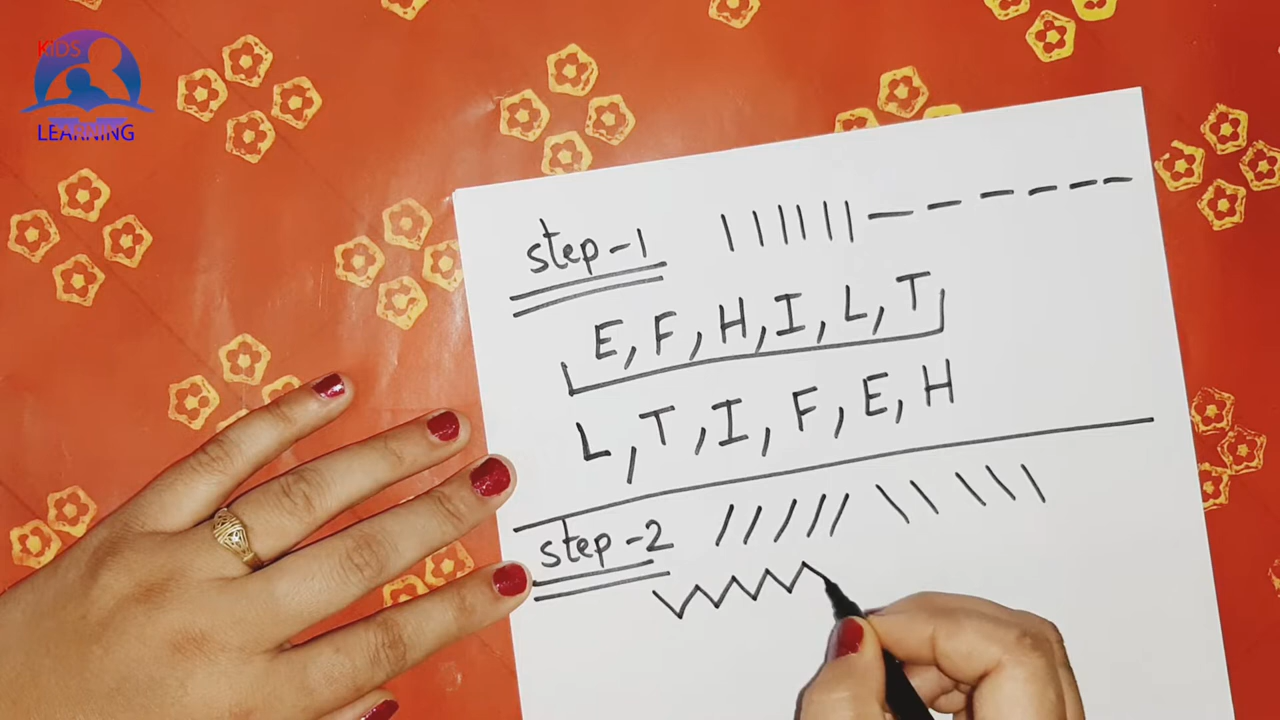 KiDS
LEARNING
step-1
E, F, H, I, L, T
L, T, I, F, E, H
step-2